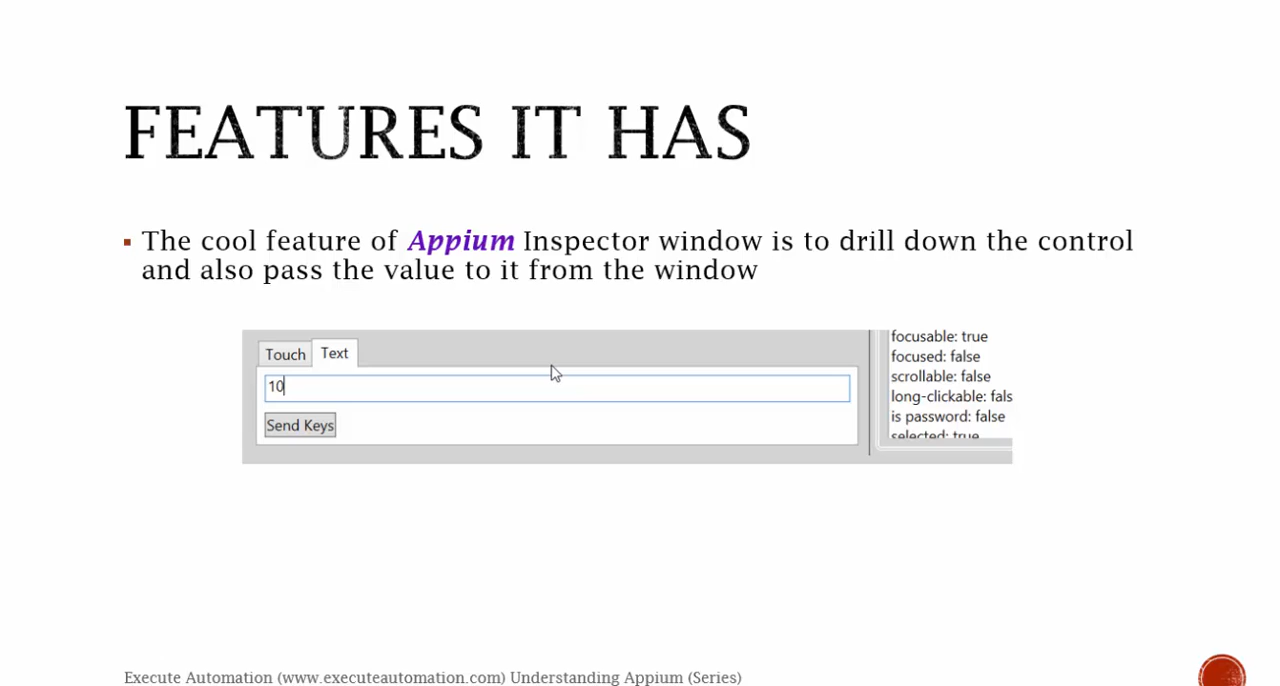 FEATURES IT HAS
▪ The cool feature of Appium Inspector window is to drill down the control
and also pass the value to it from the window
Touch Text
10
Send Keys
focusable: true
focused: false
scrollable: false
long-clickable: fals
is password: false
selected: true
Execute Automation (www.executeautomation.com) Understanding Appium (Series)